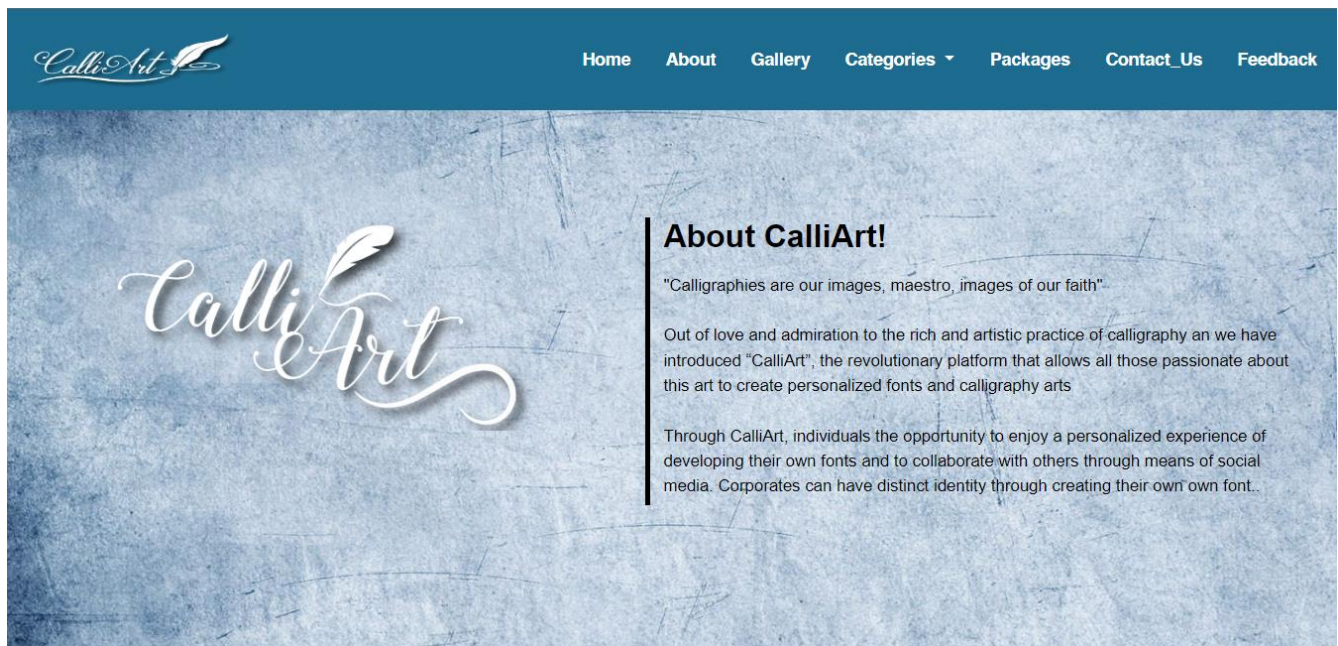 CalliArt
Home About Gallery Categories Packages Contact_Us Feedback
Calli
Art
About CalliArt!
"Calligraphies are our images, maestro, images of our faith"
Out of love and admiration to the rich and artistic practice of calligraphy an we have
introduced “CalliArt”, the revolutionary platform that allows all those passionate about
this art to create personalized fonts and calligraphy arts
Through CalliArt, individuals the opportunity to enjoy a personalized experience of
developing their own fonts and to collaborate with others through means of social
media. Corporates can have distinct identity through creating their own own font..